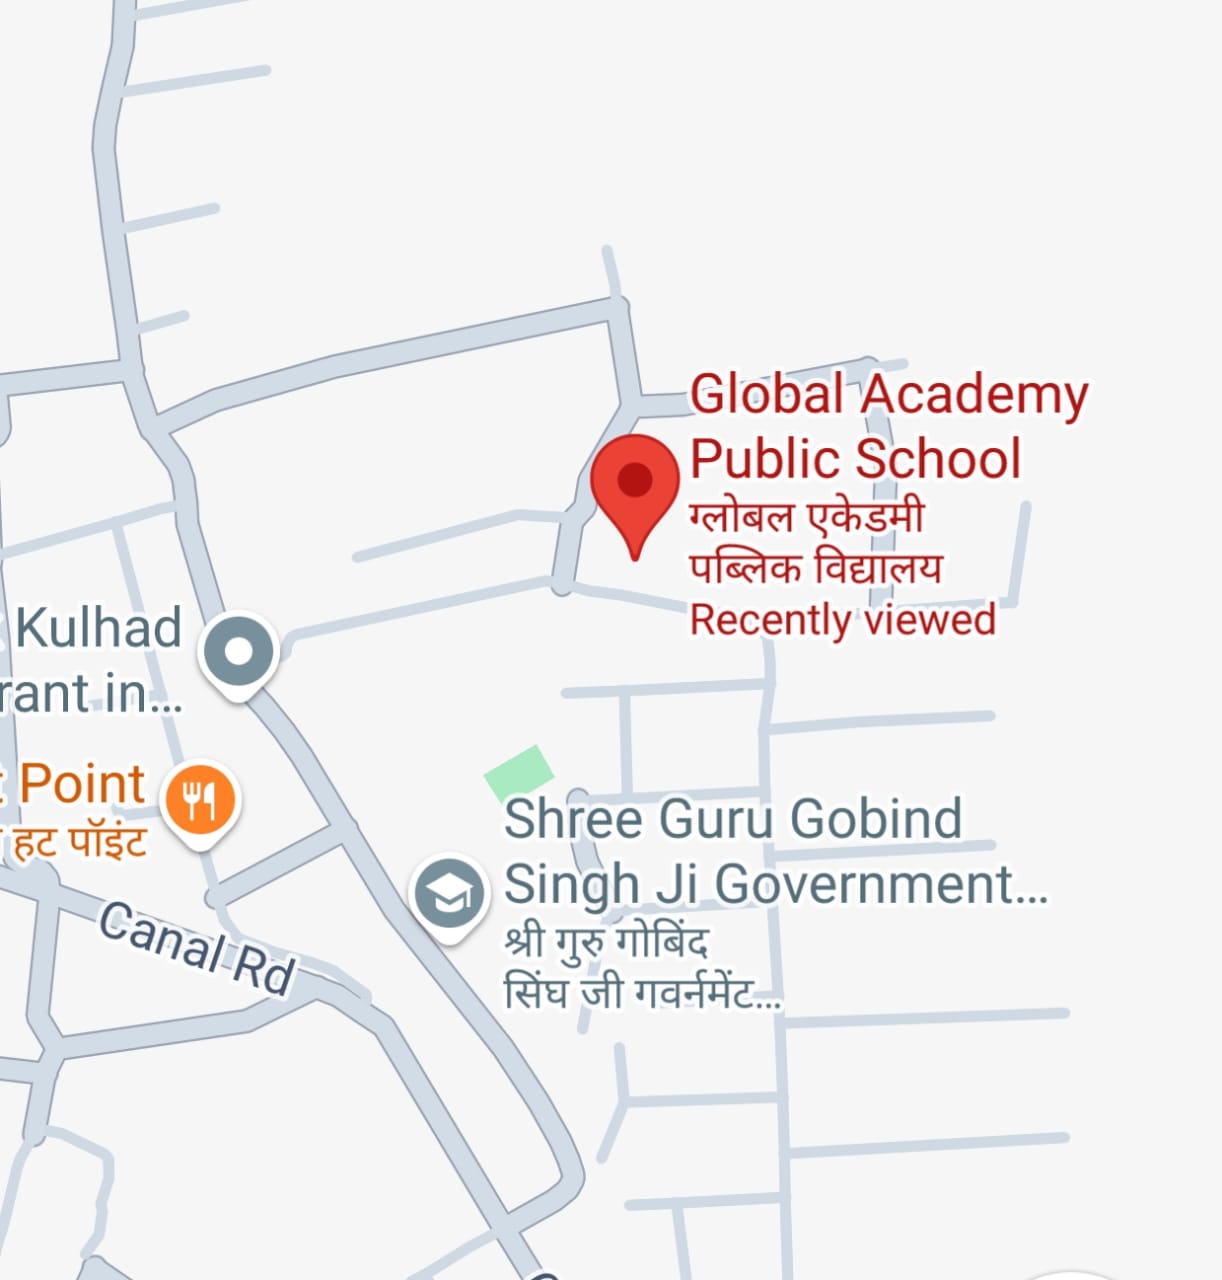 Global Academy
Public School
ग्लोबल एकेडमी
पब्लिक विद्यालय
Recently viewed
Kulhad
rant in...
t Point
हट पॉइंट
Shree Guru Gobind
Singh Ji Government...
श्री गुरु गोबिंद
सिंघ जी गवर्नमेंट...
Canal Rd